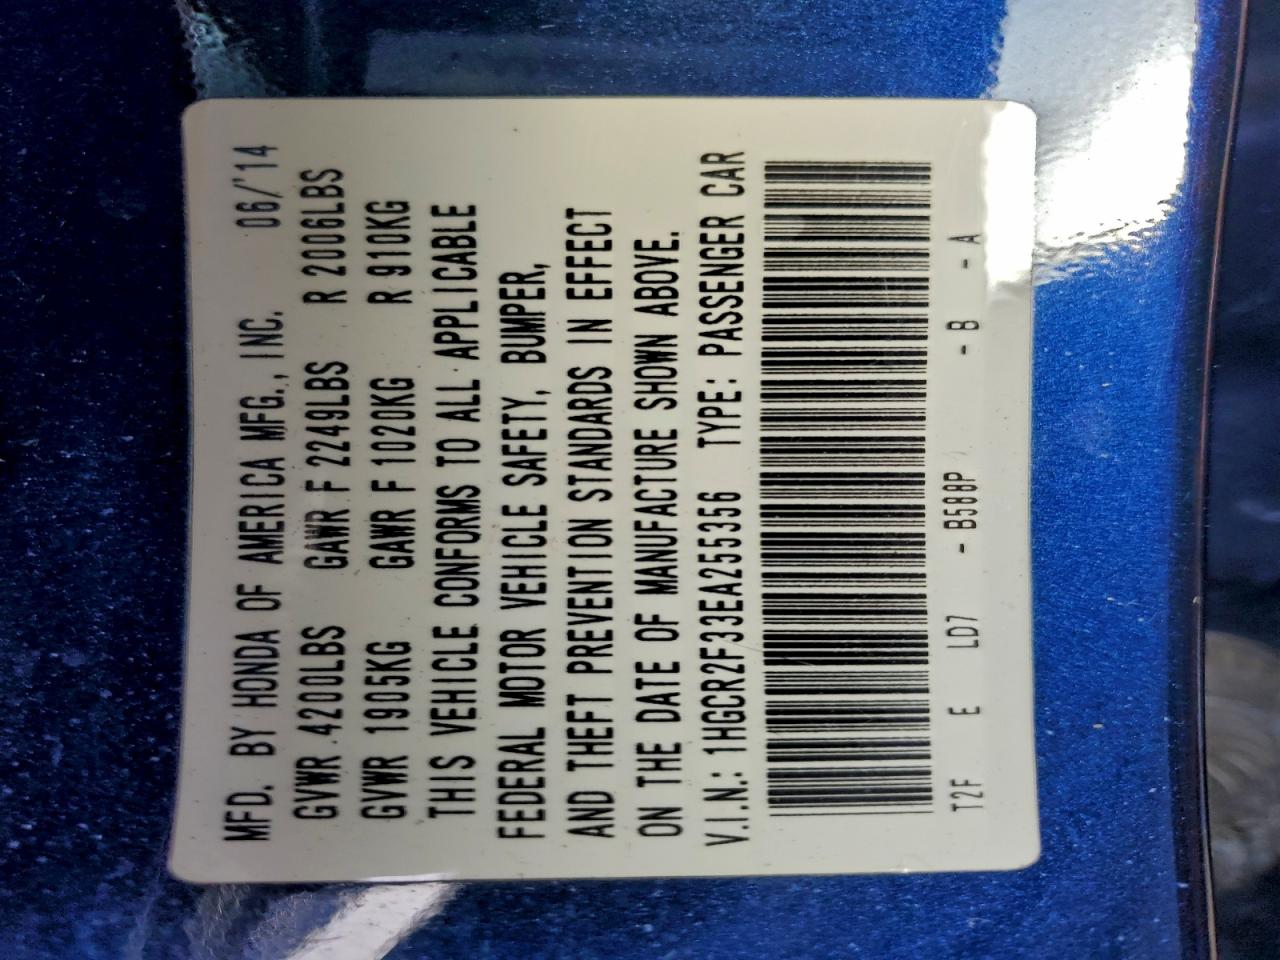 MFD. BY HONDA OF AMERICA MFG., INC. 06/'14
GVWR 4200LBS GAWR F 2249LBS R 2006LBS
GVWR 1905KG GAWR F 1020KG R 910KG
THIS VEHICLE CONFORMS TO ALL APPLICABLE
FEDERAL MOTOR VEHICLE SAFETY, BUMPER,
AND THEFT PREVENTION STANDARDS IN EFFECT
ON THE DATE OF MANUFACTURE SHOWN ABOVE.
V.I.N.: 1HGCR2F33EA255356 TYPE: PASSENGER CAR
T2F E LD7 - B588P - B - A